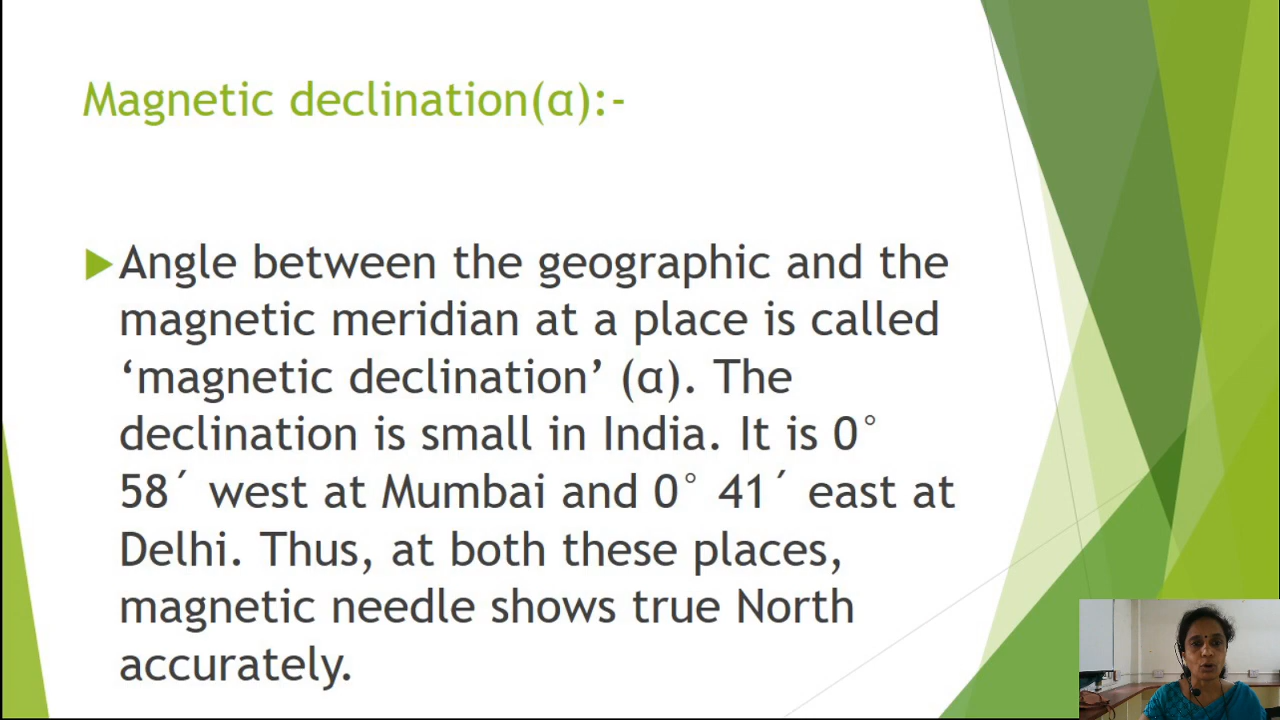 Magnetic declination(α):-
Angle between the geographic and the
magnetic meridian at a place is called
‘magnetic declination’ (α). The
declination is small in India. It is 0°
58´ west at Mumbai and 0° 41´ east at
Delhi. Thus, at both these places,
magnetic needle shows true North
accurately.